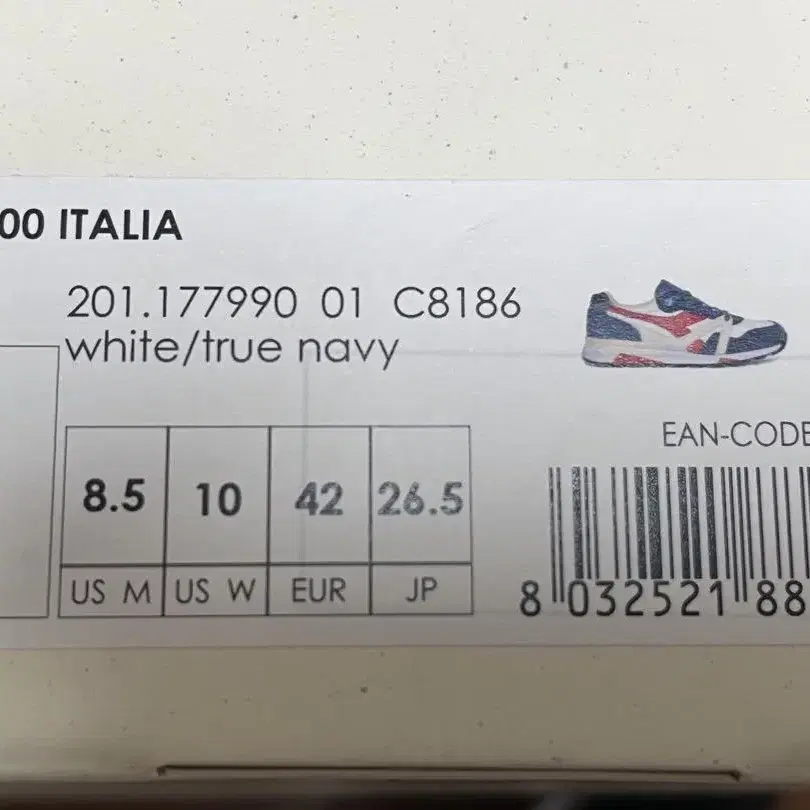 00 ITALIA
201.177990 01 C8186
white/true navy
EAN-CODE
8.5 10 42 26.5
US M US W EUR JP
8 032521 88